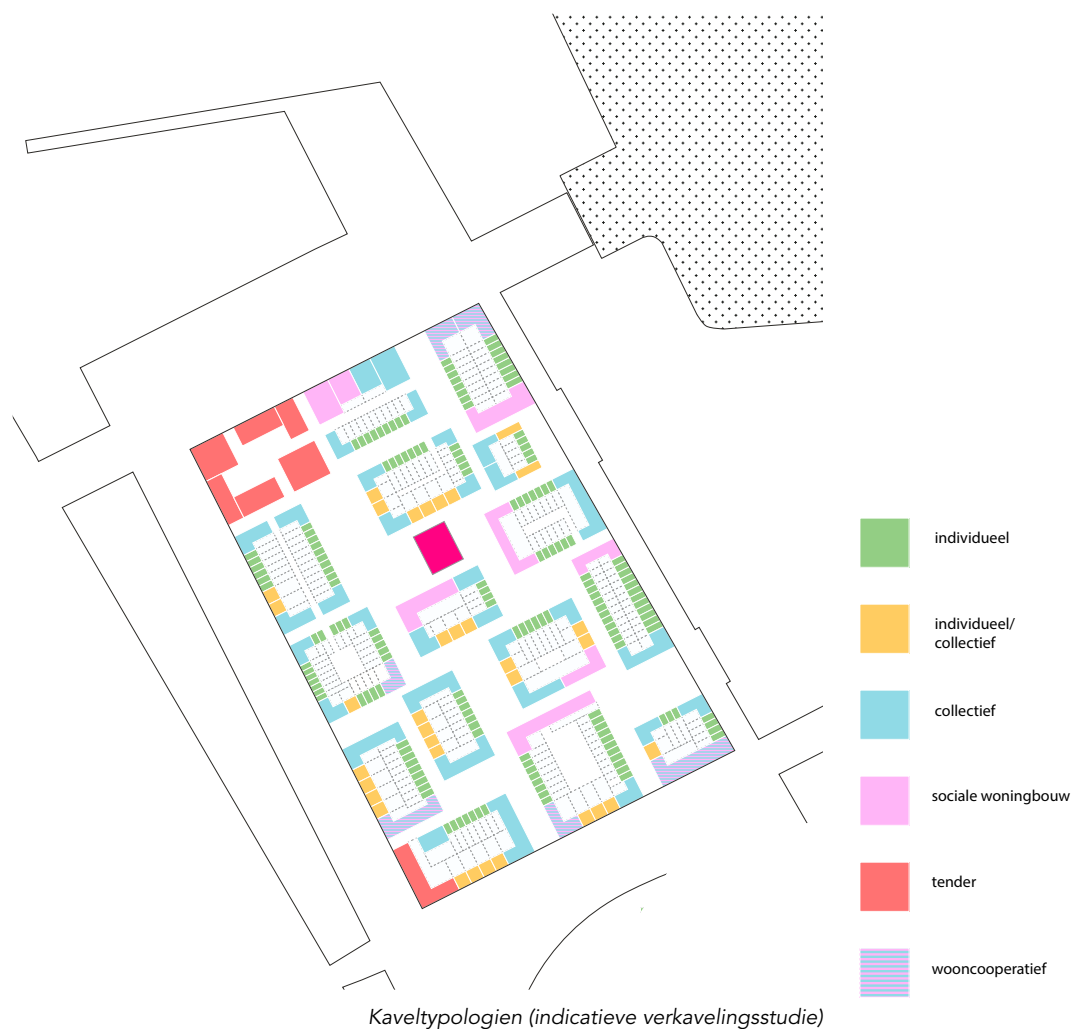 individueel
individueel/
collectief
collectief
sociale woningbouw
tender
wooncooperatief
Kaveltypologien (indicatieve verkavelingsstudie)